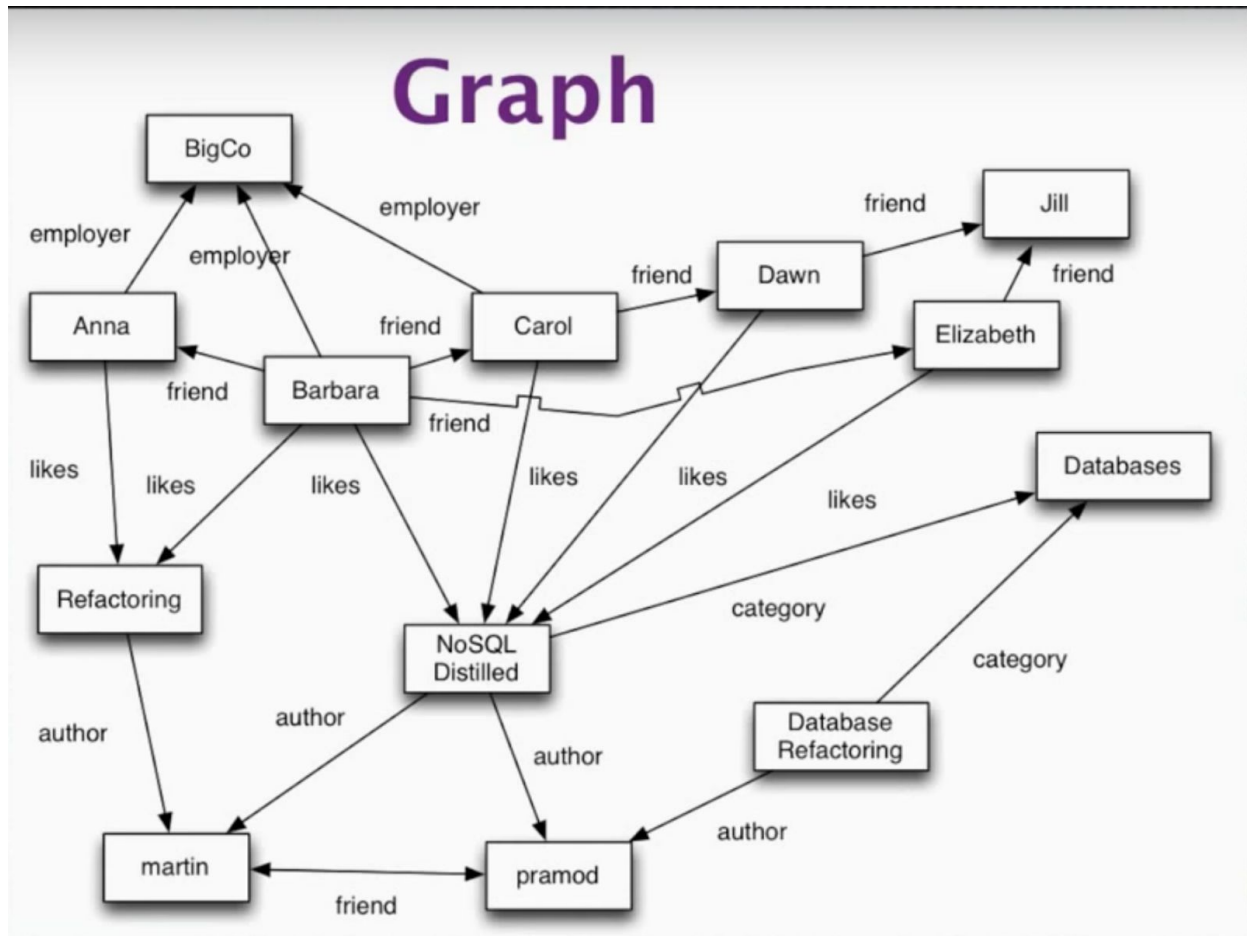 Graph
BigCo
Jill
friend
employer
employer
employer
friend
Dawn
friend
Anna
friend
Carol
Elizabeth
Barbara
friend
friend
likes
likes
likes
likes
likes
likes
Databases
Refactoring
category
NoSQL
Distilled
category
author
author
author
Database
Refactoring
author
martin
pramod
friend